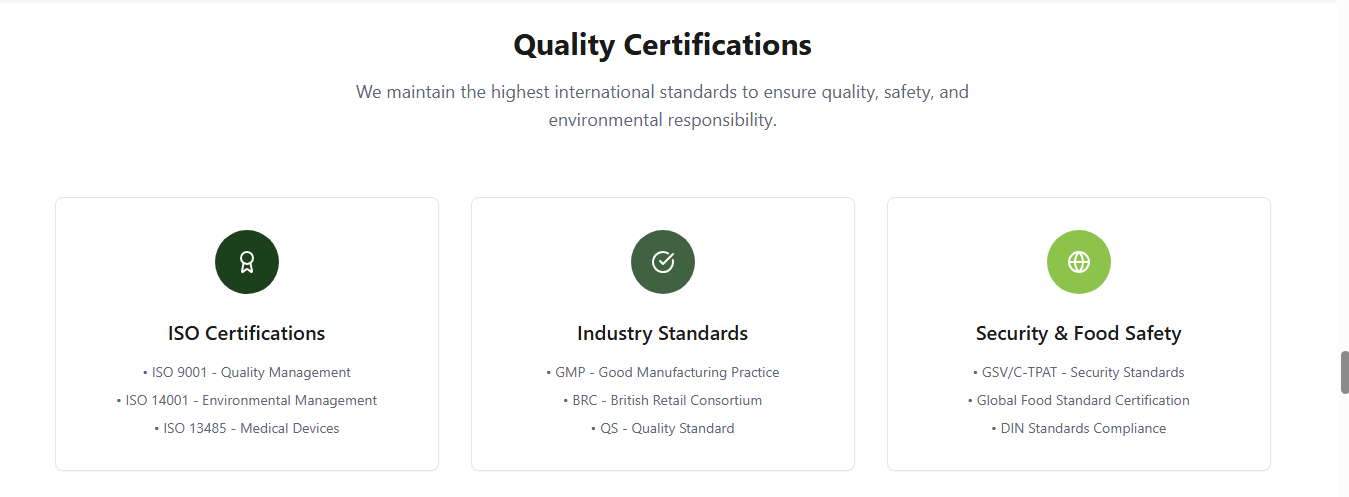 Quality Certifications
We maintain the highest international standards to ensure quality, safety, and
environmental responsibility.
ISO Certifications
• ISO 9001 - Quality Management
• ISO 14001 - Environmental Management
• ISO 13485 - Medical Devices
Industry Standards
• GMP - Good Manufacturing Practice
• BRC - British Retail Consortium
• QS - Quality Standard
Security & Food Safety
• GSV/C-TPAT - Security Standards
• Global Food Standard Certification
• DIN Standards Compliance